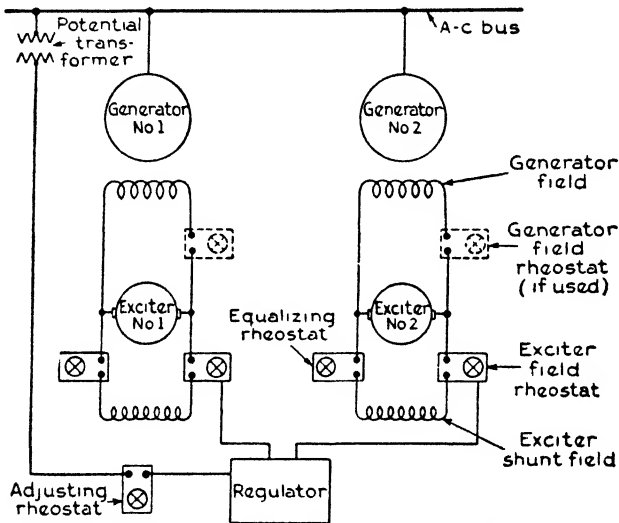 Potential
trans-
former
A-c bus
Generator
No 1
Generator
No 2
Generator
field
Generator
field
rheostat
(if used)
Exciter
No 1
Equalizing
rheostat
Exciter
No 2
Exciter
field
rheostat
Exciter
shunt field
Adjusting
rheostat
Regulator